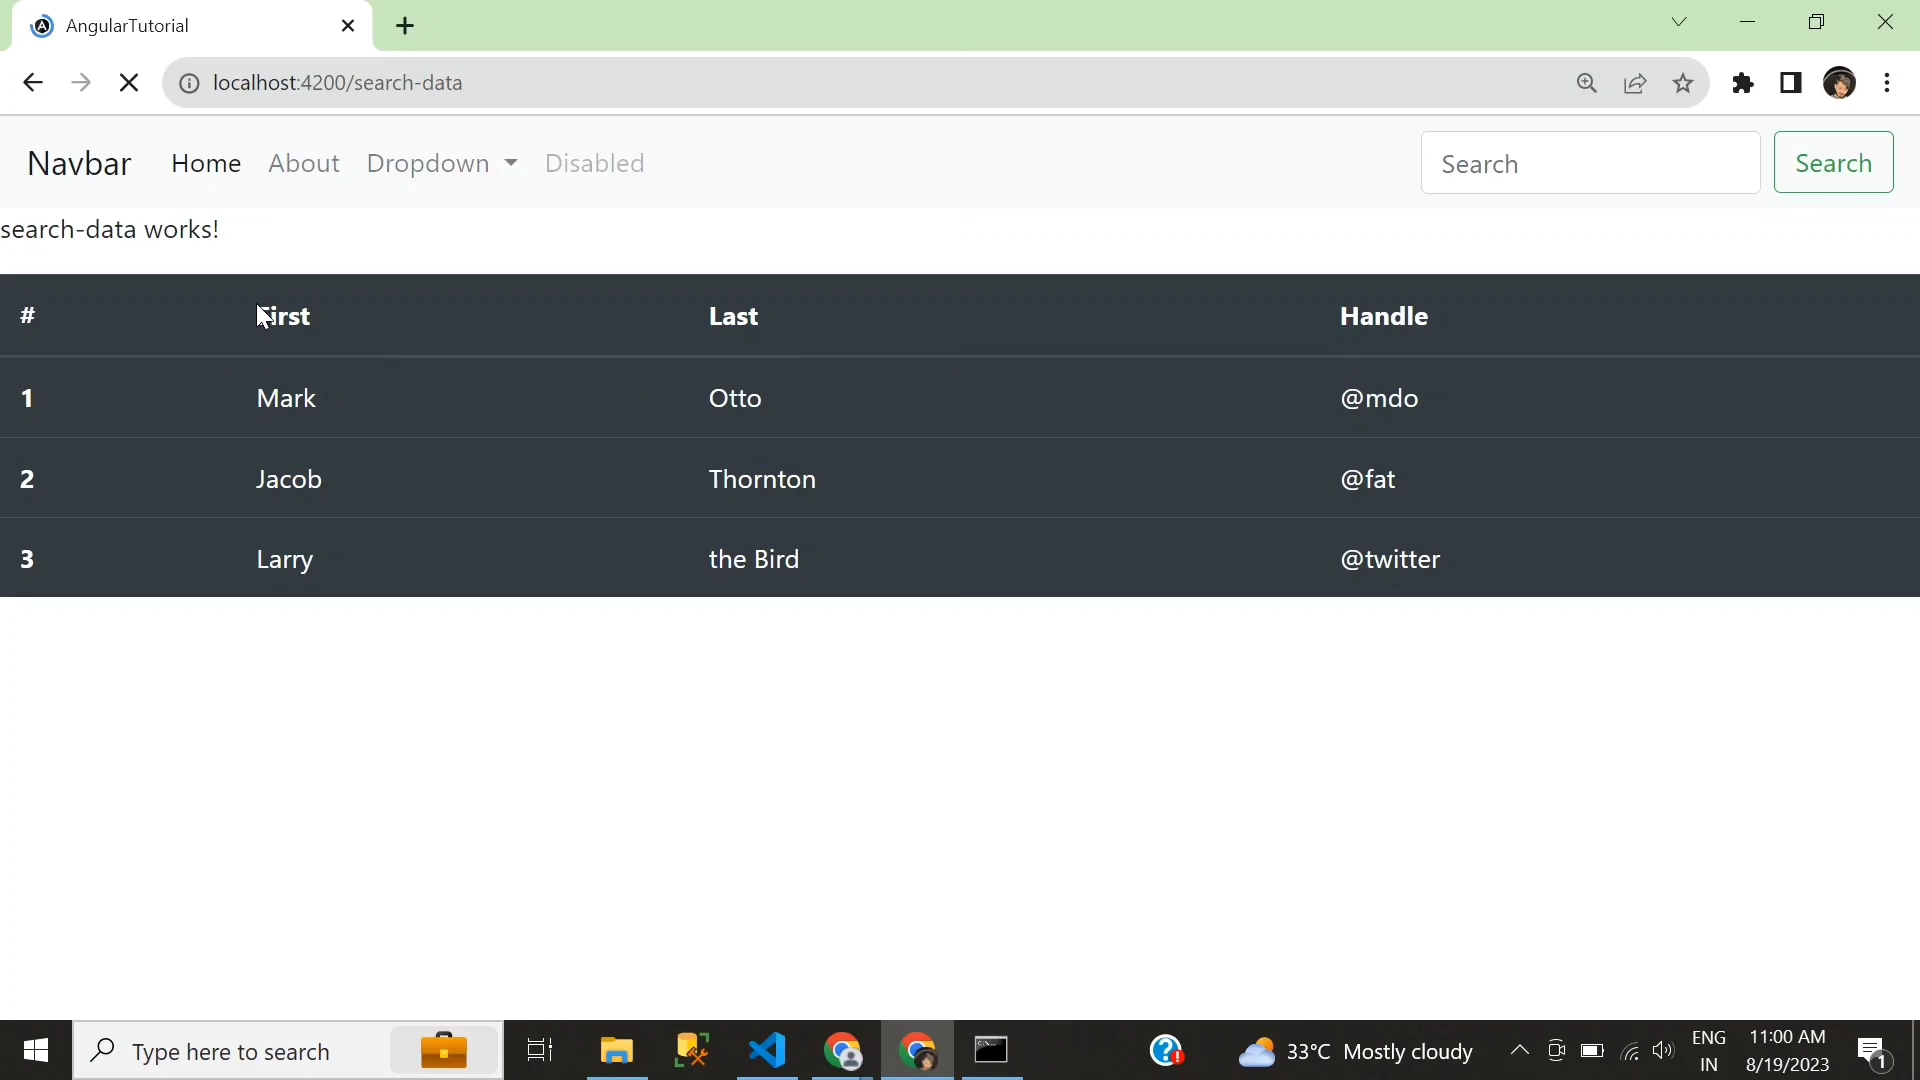 AngularTutorial
localhost:4200/search-data
Navbar Home About Dropdown Disabled Search Search
search-data works!
# First Last Handle
1 Mark Otto @mdo
2 Jacob Thornton @fat
3 Larry the Bird @twitter
Type here to search 33°C Mostly cloudy ENG 11:00 AM
IN 8/19/2023 1